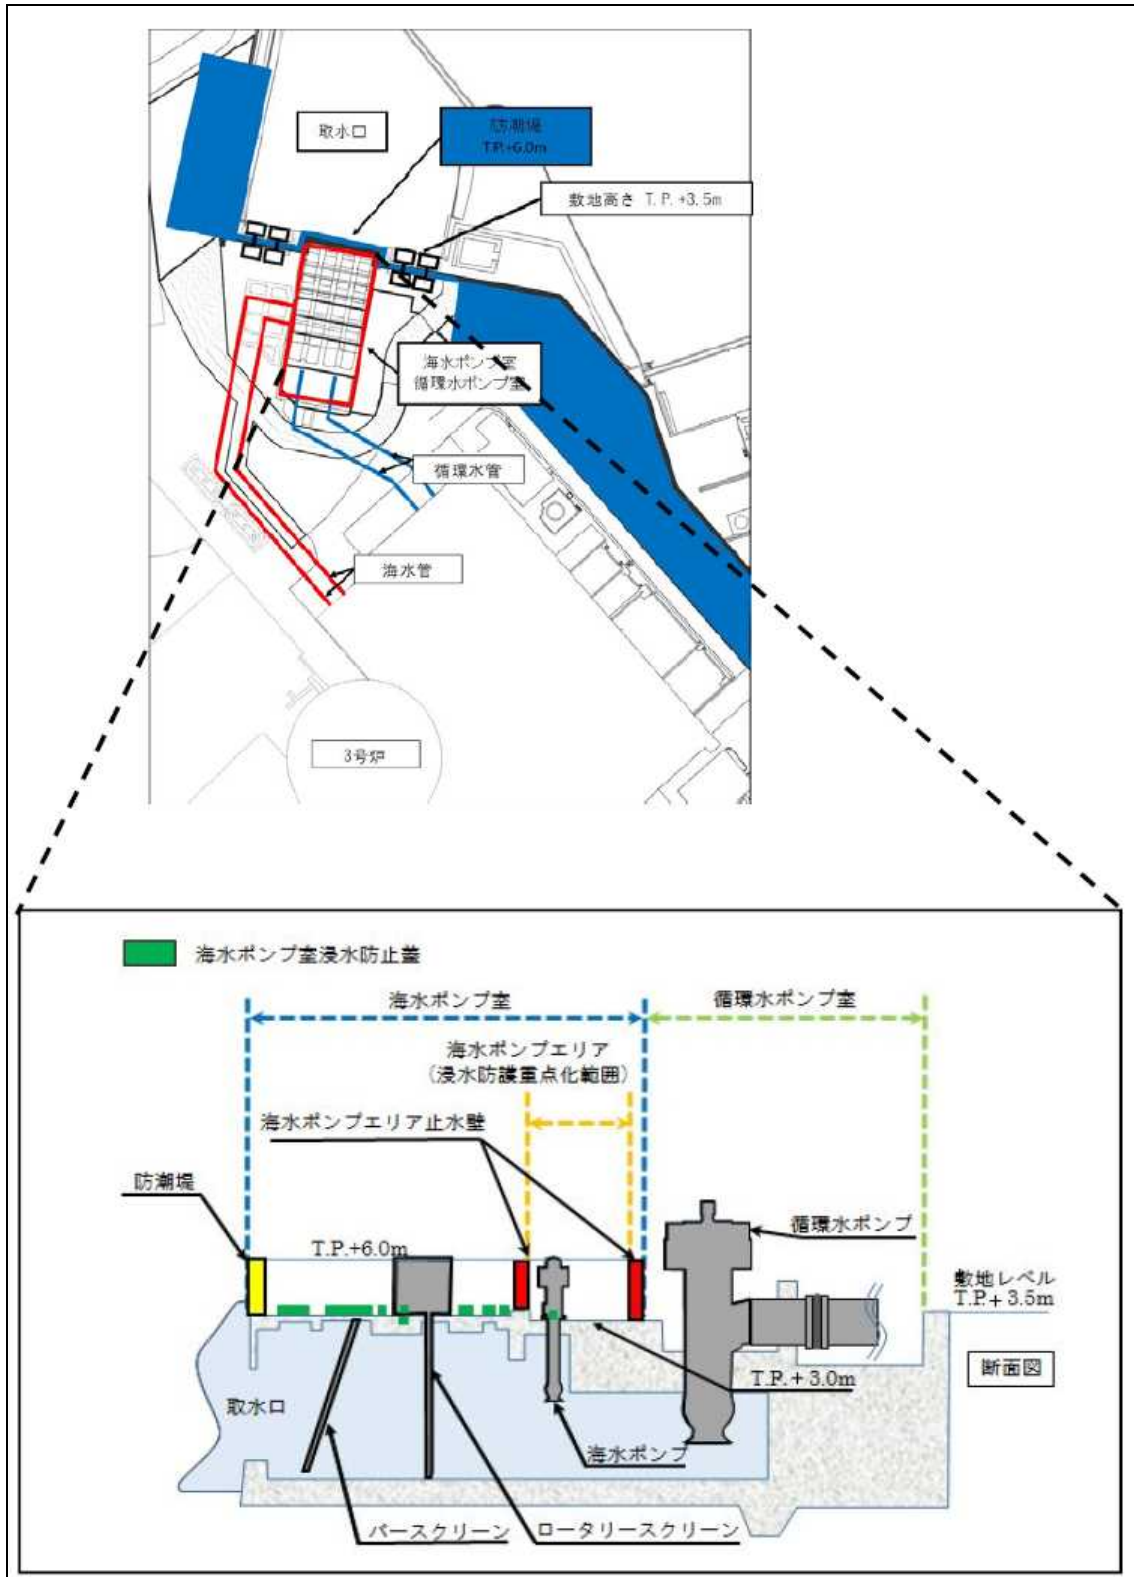 取水口
防潮堤
T.P.+6.0m
敷地高さ T.P.+3.5m
海水ポンプ室
循環水ポンプ室
循環水管
海水管
3号炉
海水ポンプ室浸水防止蓋
海水ポンプ室
循環水ポンプ室
海水ポンプエリア
（浸水防護重点化範囲）
海水ポンプエリア止水壁
防潮堤
循環水ポンプ
T.P.+6.0m
敷地レベル
T.P.+3.5m
T.P.+3.0m
断面図
取水口
海水ポンプ
バースクリーン
ロータリースクリーン